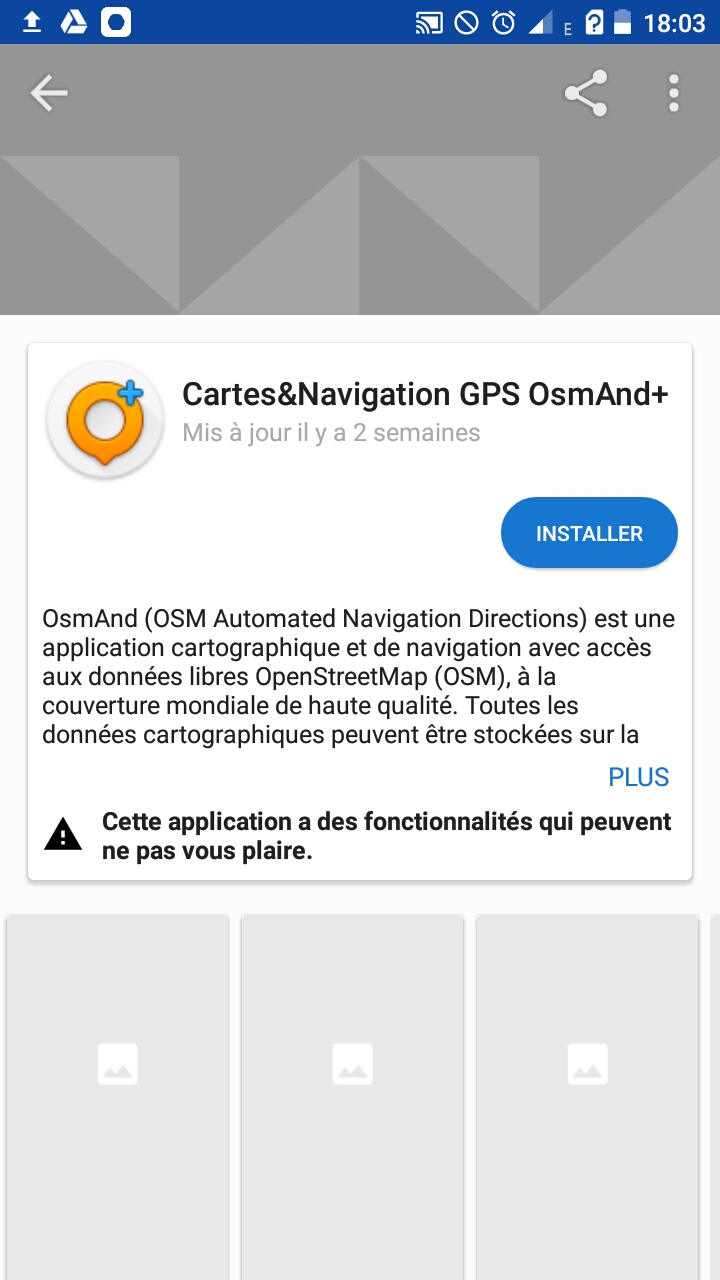 E
?
18:03
Cartes&Navigation GPS OsmAnd+
Mis à jour il y a 2 semaines
INSTALLER
OsmAnd (OSM Automated Navigation Directions) est une
application cartographique et de navigation avec accès
aux données libres OpenStreetMap (OSM), à la
couverture mondiale de haute qualité. Toutes les
données cartographiques peuvent être stockées sur la
PLUS
Cette application a des fonctionnalités qui peuvent
ne pas vous plaire.